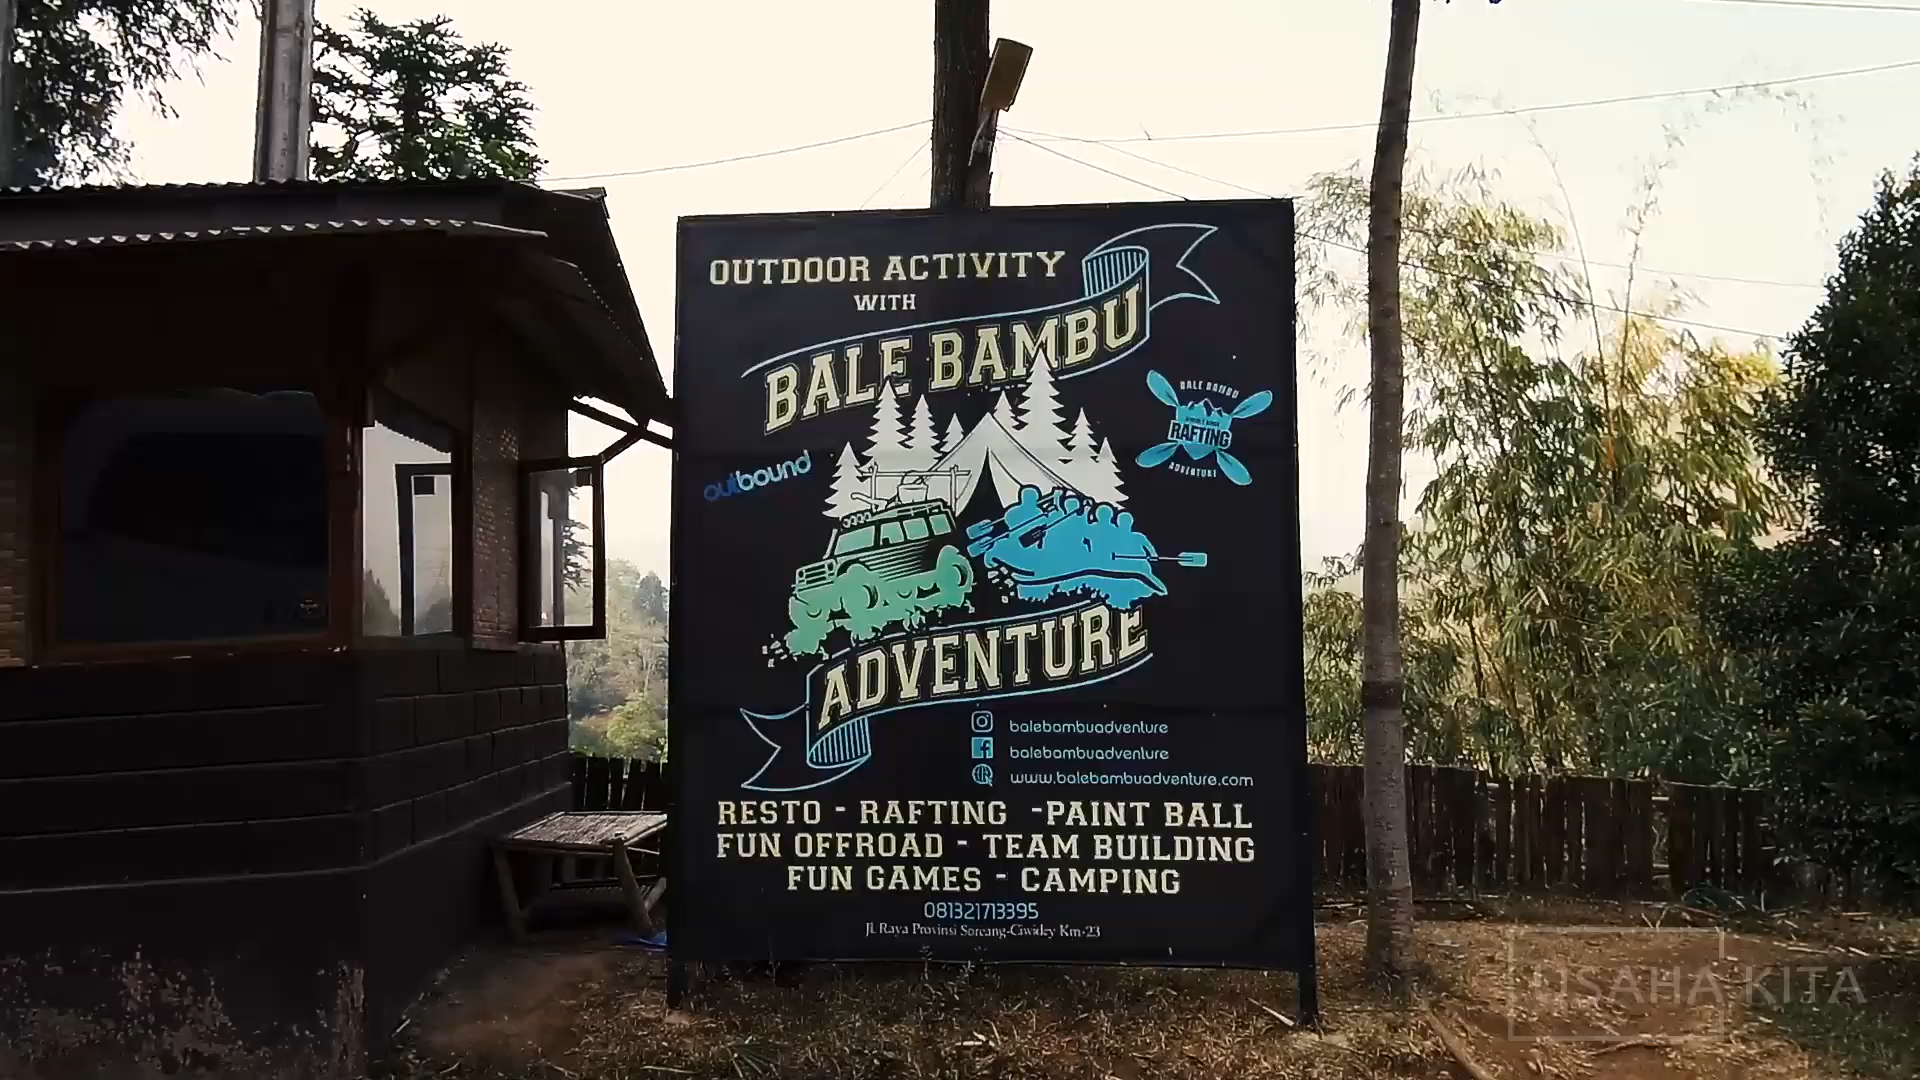 OUTDOOR ACTIVITY
WITH
BALE BAMBU
BALE BAMBU
RAFTING
ADVENTURE
outbound
ADVENTURE
balebambuadventure
balebambuadventure
www.balebambuadventure.com
RESTO - RAFTING -PAINT BALL
FUN OFFROAD - TEAM BUILDING
FUN GAMES - CAMPING
081321713395
Jl. Raya Provinsi Soreang-Ciwidey Km-23
USAHA KITA